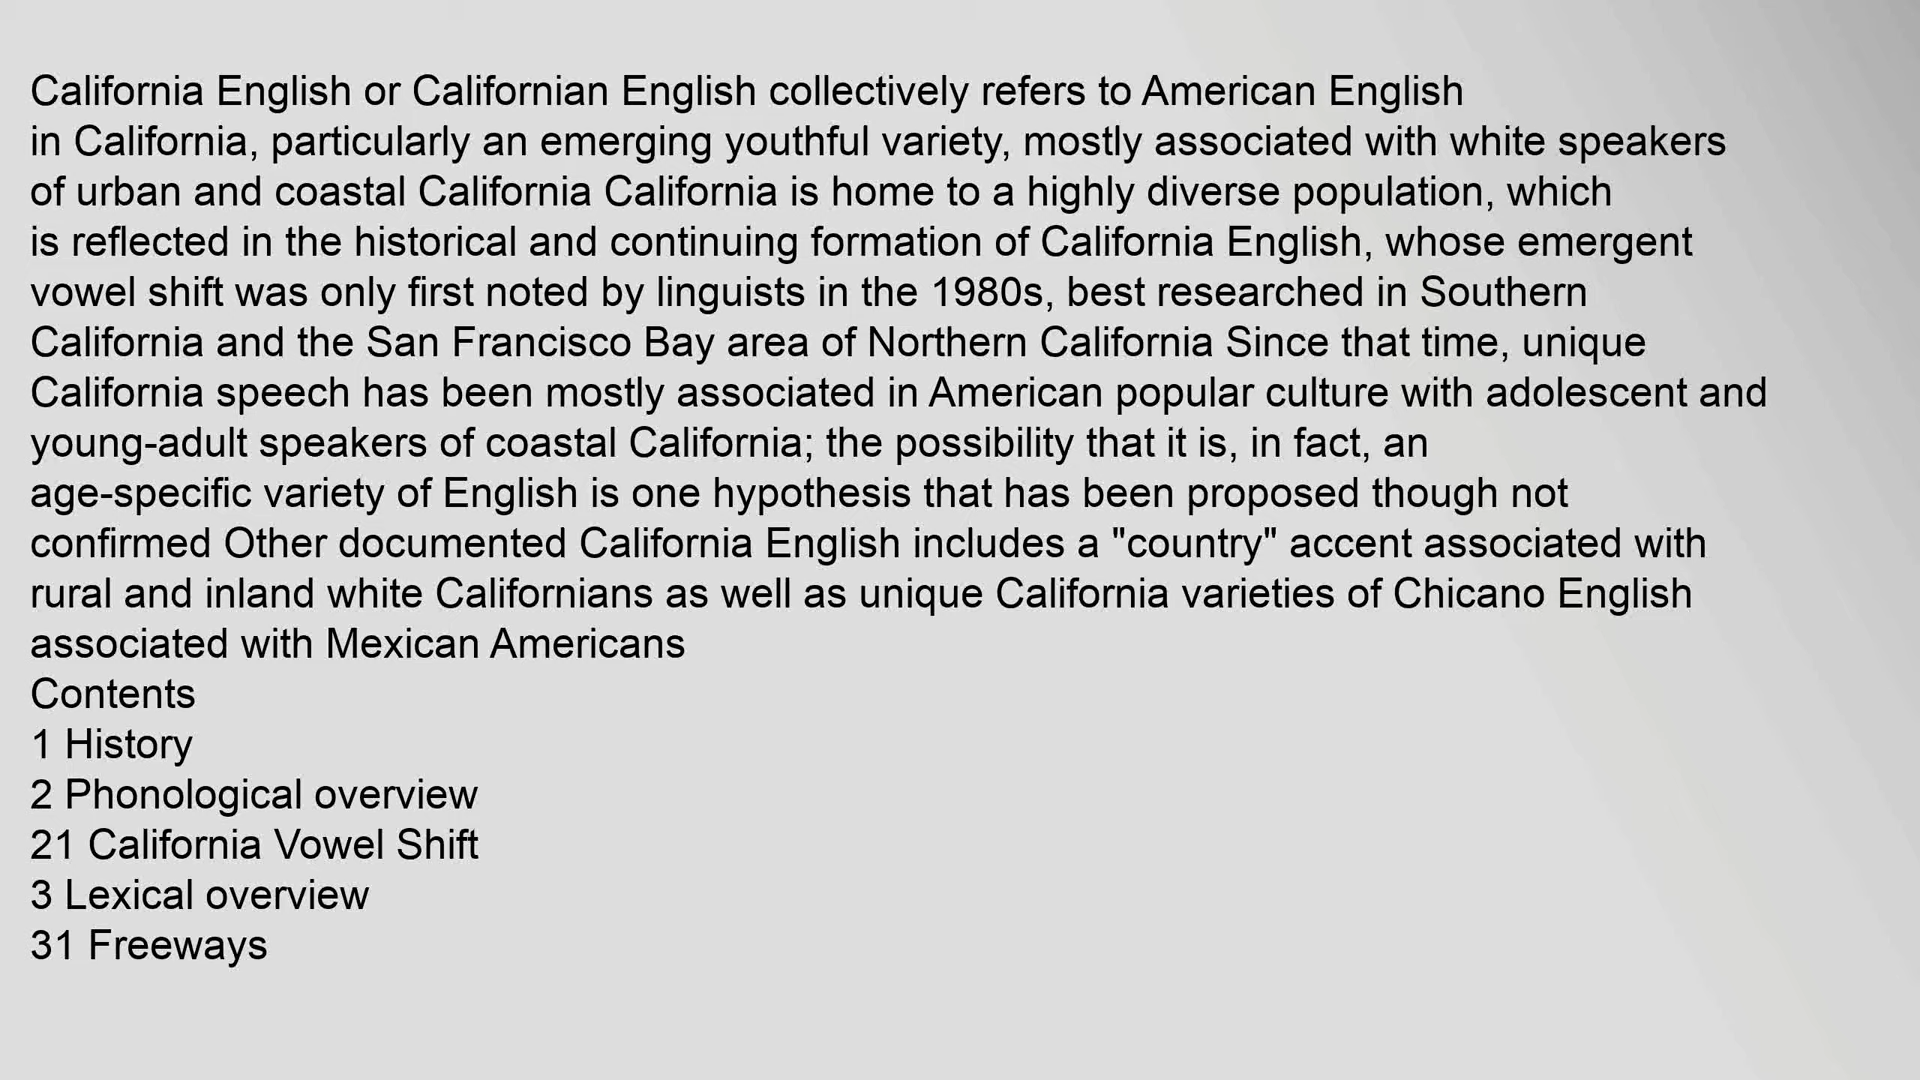 California English or Californian English collectively refers to American English
in California, particularly an emerging youthful variety, mostly associated with white speakers
of urban and coastal California California is home to a highly diverse population, which
is reflected in the historical and continuing formation of California English, whose emergent
vowel shift was only first noted by linguists in the 1980s, best researched in Southern
California and the San Francisco Bay area of Northern California Since that time, unique
California speech has been mostly associated in American popular culture with adolescent and
young-adult speakers of coastal California; the possibility that it is, in fact, an
age-specific variety of English is one hypothesis that has been proposed though not
confirmed Other documented California English includes a "country" accent associated with
rural and inland white Californians as well as unique California varieties of Chicano English
associated with Mexican Americans
Contents
1 History
2 Phonological overview
21 California Vowel Shift
3 Lexical overview
31 Freeways